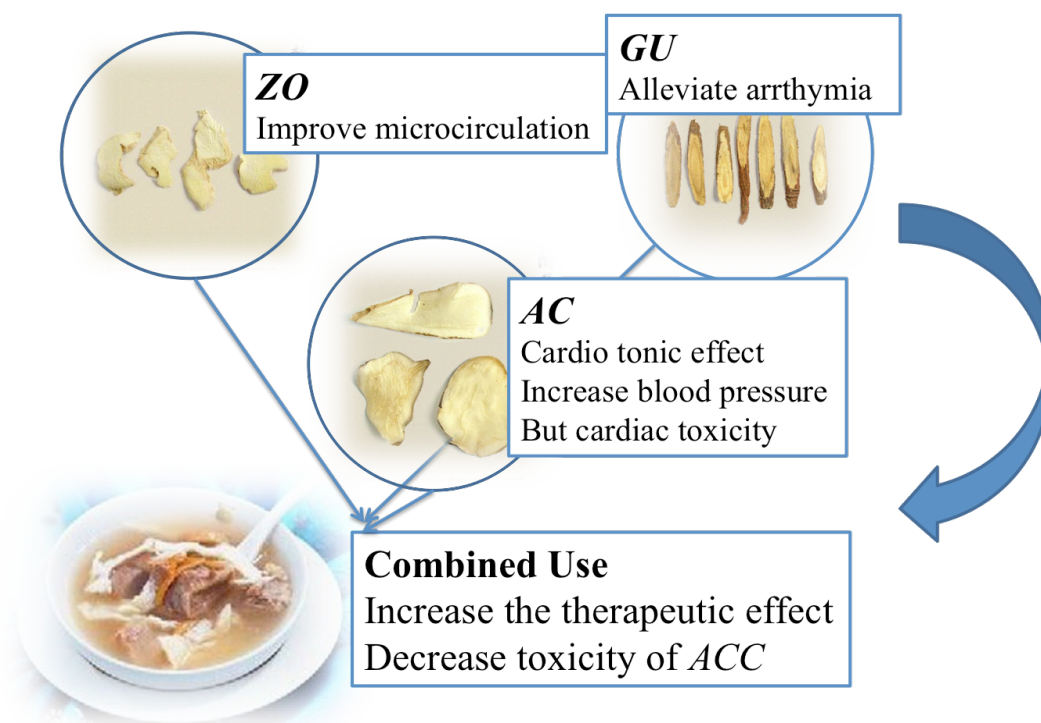 ZO
Improve microcirculation
GU
Alleviate arrthymia
AC
Cardio tonic effect
Increase blood pressure
But cardiac toxicity
Combined Use
Increase the therapeutic effect
Decrease toxicity of ACC